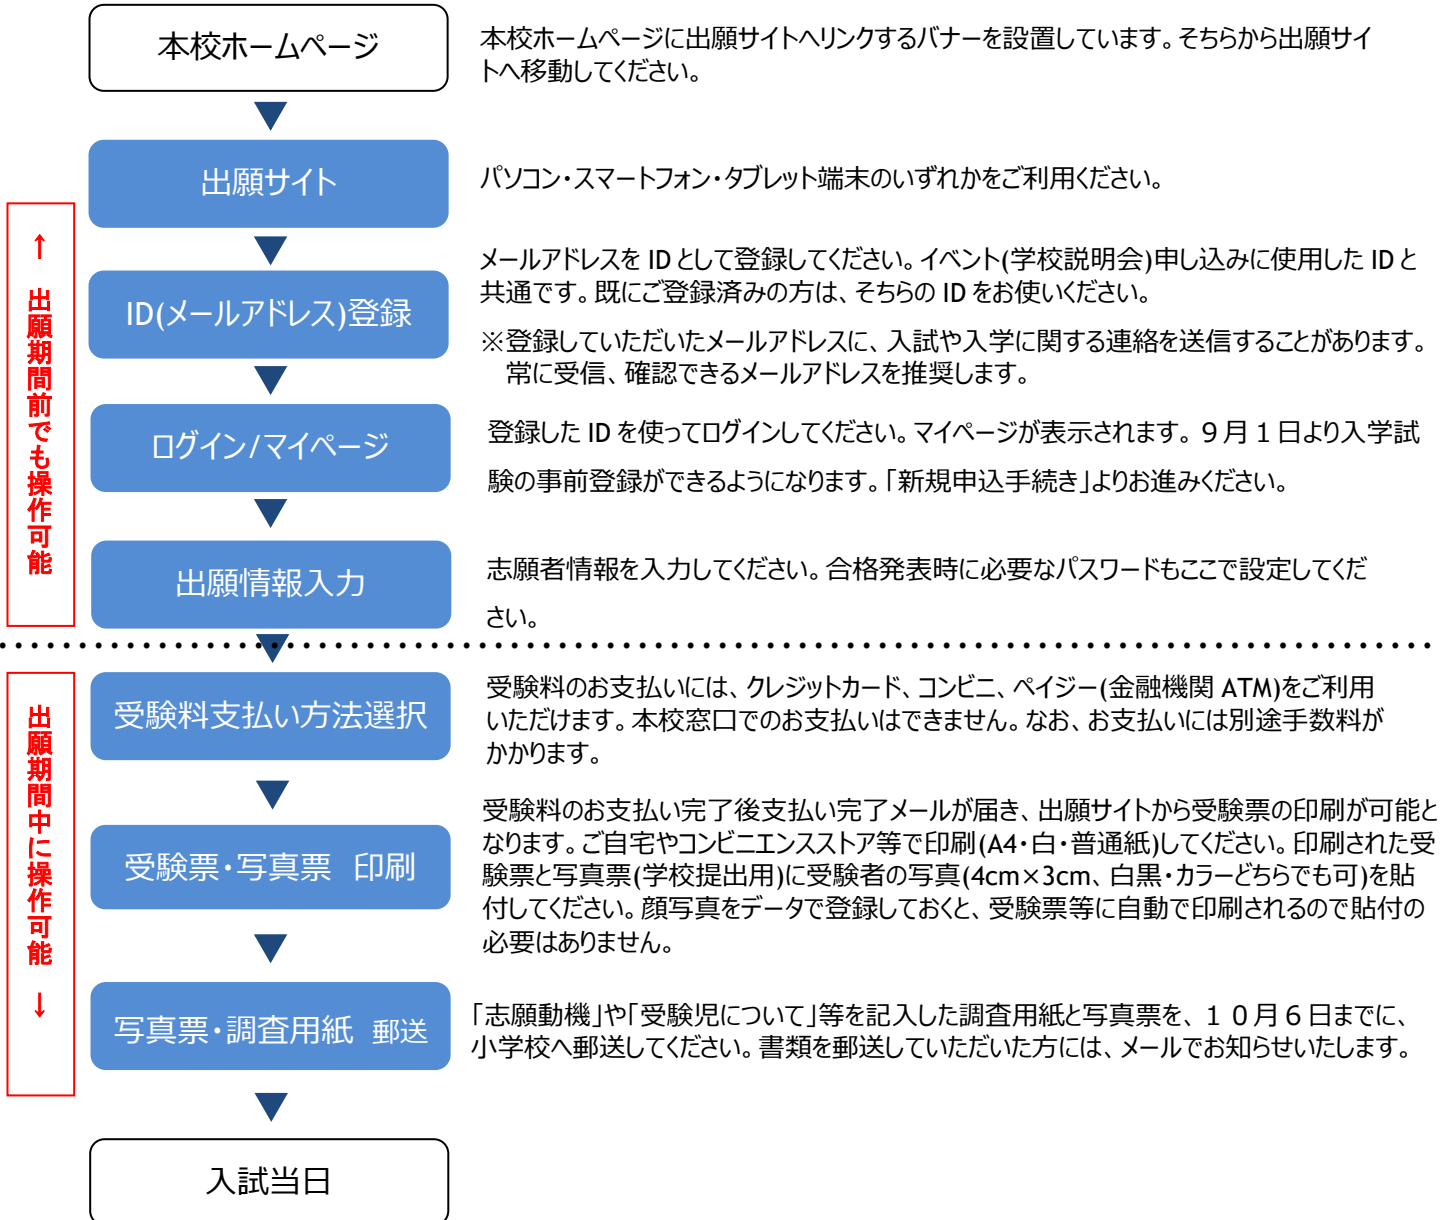 本校ホームページ
本校ホームページに出願サイトへリンクするバナーを設置しています。そちらから出願サイ
トへ移動してください。
出願サイト
パソコン・スマートフォン・タブレット端末のいずれかをご利用ください。
↑ 出願期間前でも操作可能
ID(メールアドレス)登録
メールアドレスを ID として登録してください。イベント(学校説明会)申し込みに使用した ID と
共通です。既にご登録済みの方は、そちらの ID をお使いください。
※登録していただいたメールアドレスに、入試や入学に関する連絡を送信することがあります。
常に受信、確認できるメールアドレスを推奨します。
ログイン/マイページ
登録した ID を使ってログインしてください。マイページが表示されます。９月１日より入学試
験の事前登録ができるようになります。「新規申込手続き」よりお進みください。
出願情報入力
志願者情報を入力してください。合格発表時に必要なパスワードもここで設定してくだ
さい。
出願期間中に操作可能 ↓
受験料支払い方法選択
受験料のお支払いには、クレジットカード、コンビニ、ペイジー(金融機関 ATM)をご利用
いただけます。本校窓口でのお支払いはできません。なお、お支払いには別途手数料が
かかります。
受験票・写真票 印刷
受験料のお支払い完了後支払い完了メールが届き、出願サイトから受験票の印刷が可能と
なります。ご自宅やコンビニエンスストア等で印刷(A4・白・普通紙)してください。印刷された受
験票と写真票(学校提出用)に受験者の写真(4cm×3cm、白黒・カラーどちらでも可)を貼
付してください。顔写真をデータで登録しておくと、受験票等に自動で印刷されるので貼付の
必要はありません。
写真票・調査用紙 郵送
「志願動機」や「受験児について」等を記入した調査用紙と写真票を、１０月６日までに、
小学校へ郵送してください。書類を郵送していただいた方には、メールでお知らせいたします。
入試当日